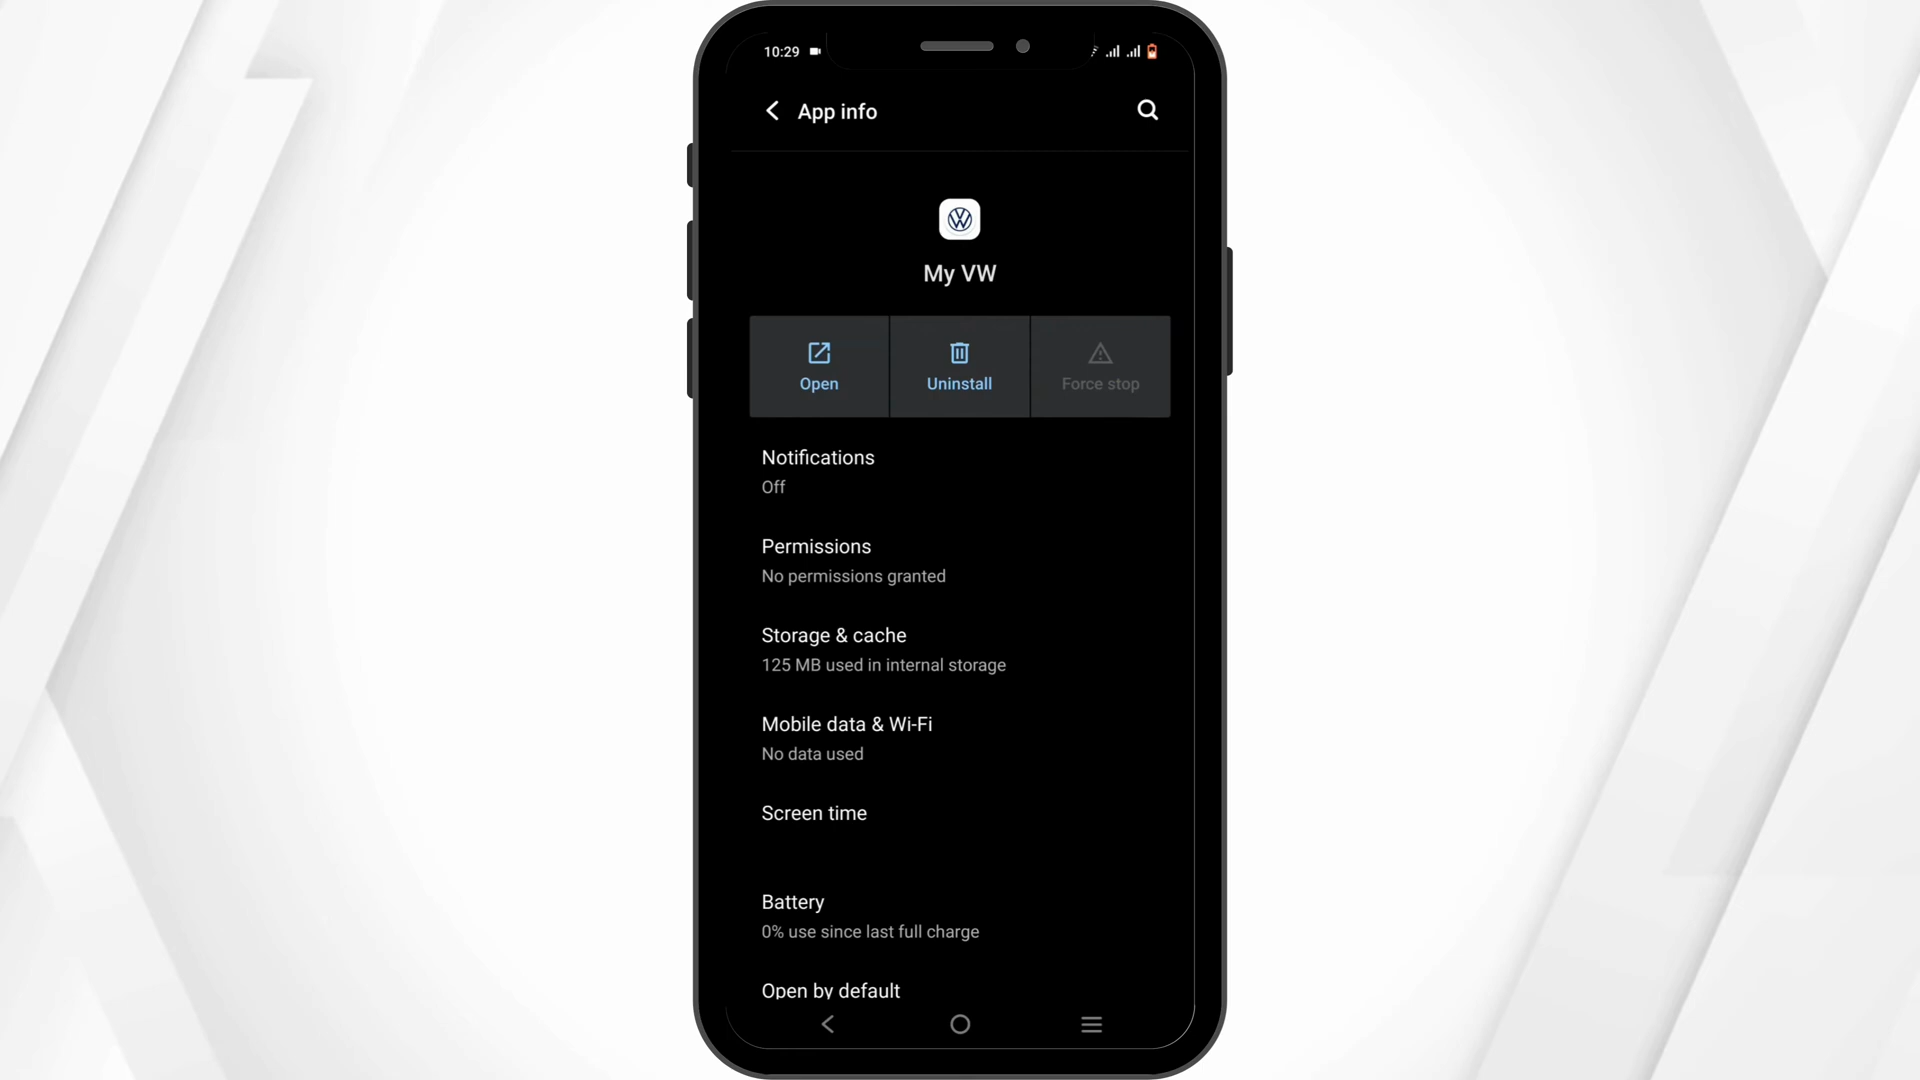 10:29
App info
My VW
Open
Uninstall
Force stop
Notifications
Off
Permissions
No permissions granted
Storage & cache
125 MB used in internal storage
Mobile data & Wi-Fi
No data used
Screen time
Battery
0% use since last full charge
Open by default